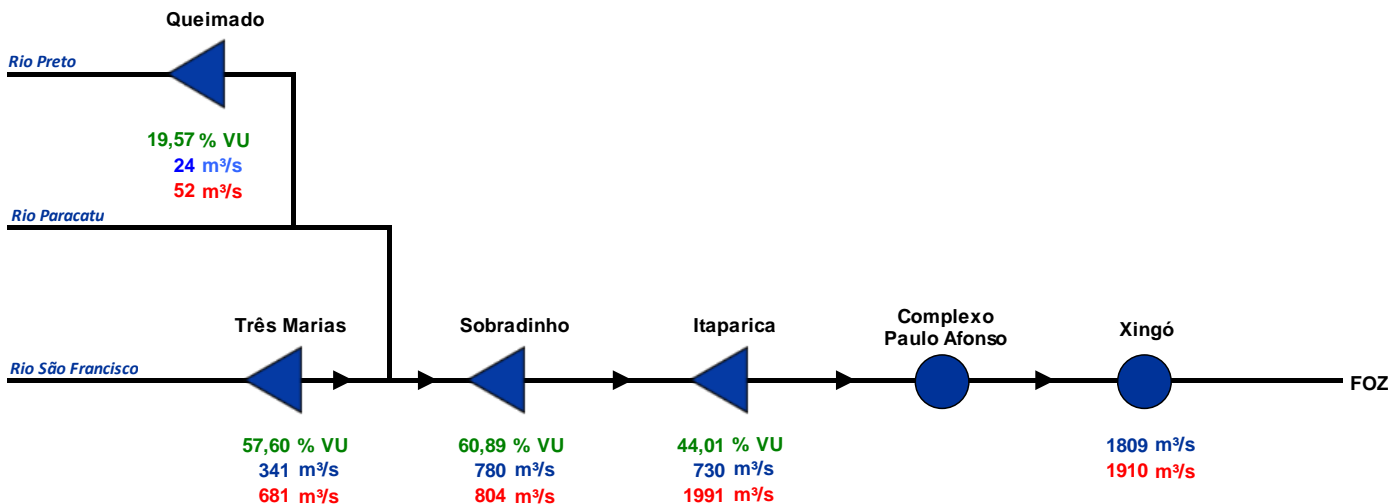 Queimado
Rio Preto
19,57 % VU
24 m³/s
52 m³/s
Rio Paracatu
Três Marias
Sobradinho
Itaparica
Complexo
Paulo Afonso
Xingó
Rio São Francisco
FOZ
57,60 % VU
341 m³/s
681 m³/s
60,89 % VU
780 m³/s
804 m³/s
44,01 % VU
730 m³/s
1991 m³/s
1809 m³/s
1910 m³/s